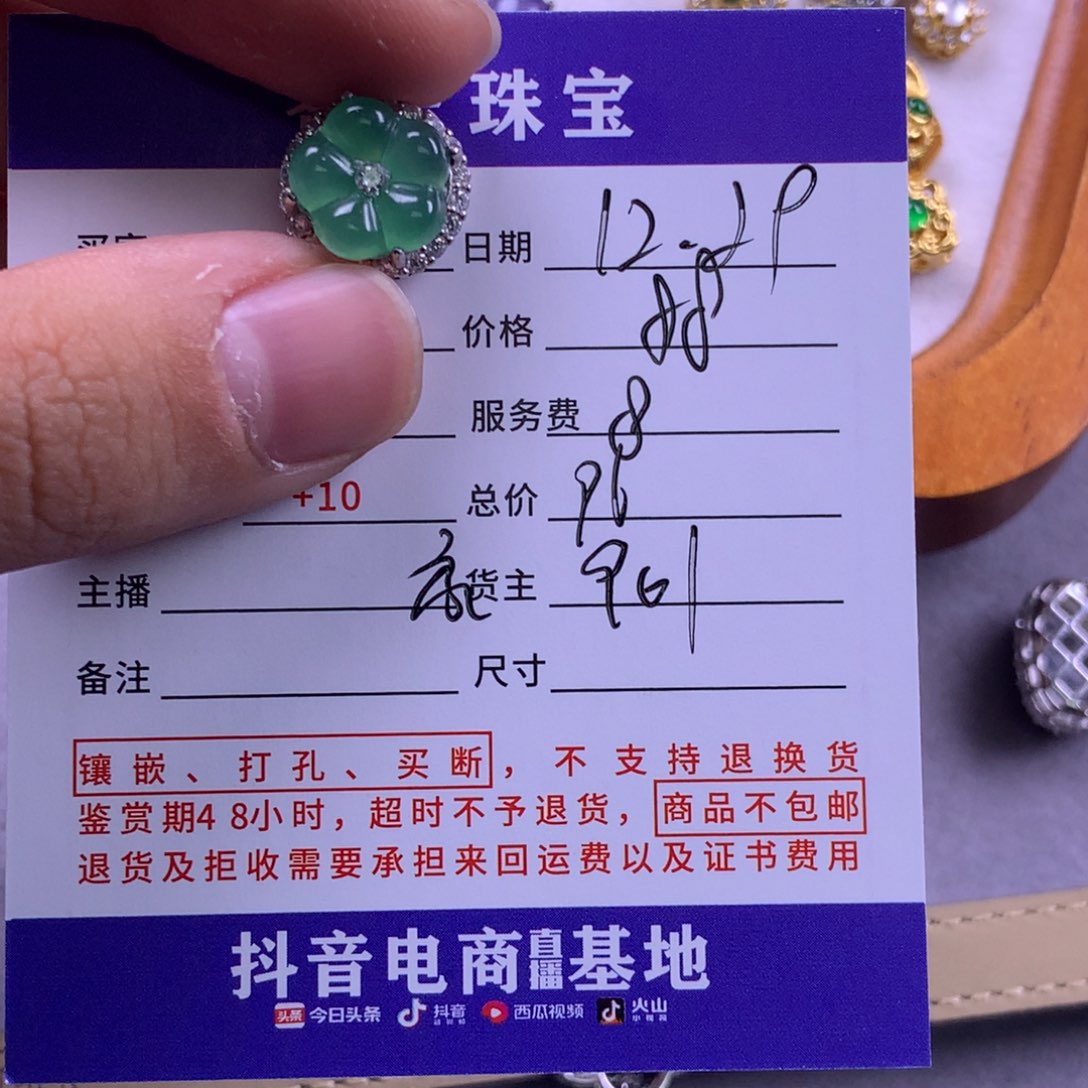 珠宝
日期 12.29
价格 88
服务费 8
+10 总价 96
主播 货主 961
备注 尺寸
镶嵌、打孔、买断，不支持退换货
鉴赏期48小时，超时不予退货，商品不包邮
退货及拒收需要承担来回运费以及证书费用
抖音电商直播基地
头条 今日头条 抖音 西瓜视频 火山